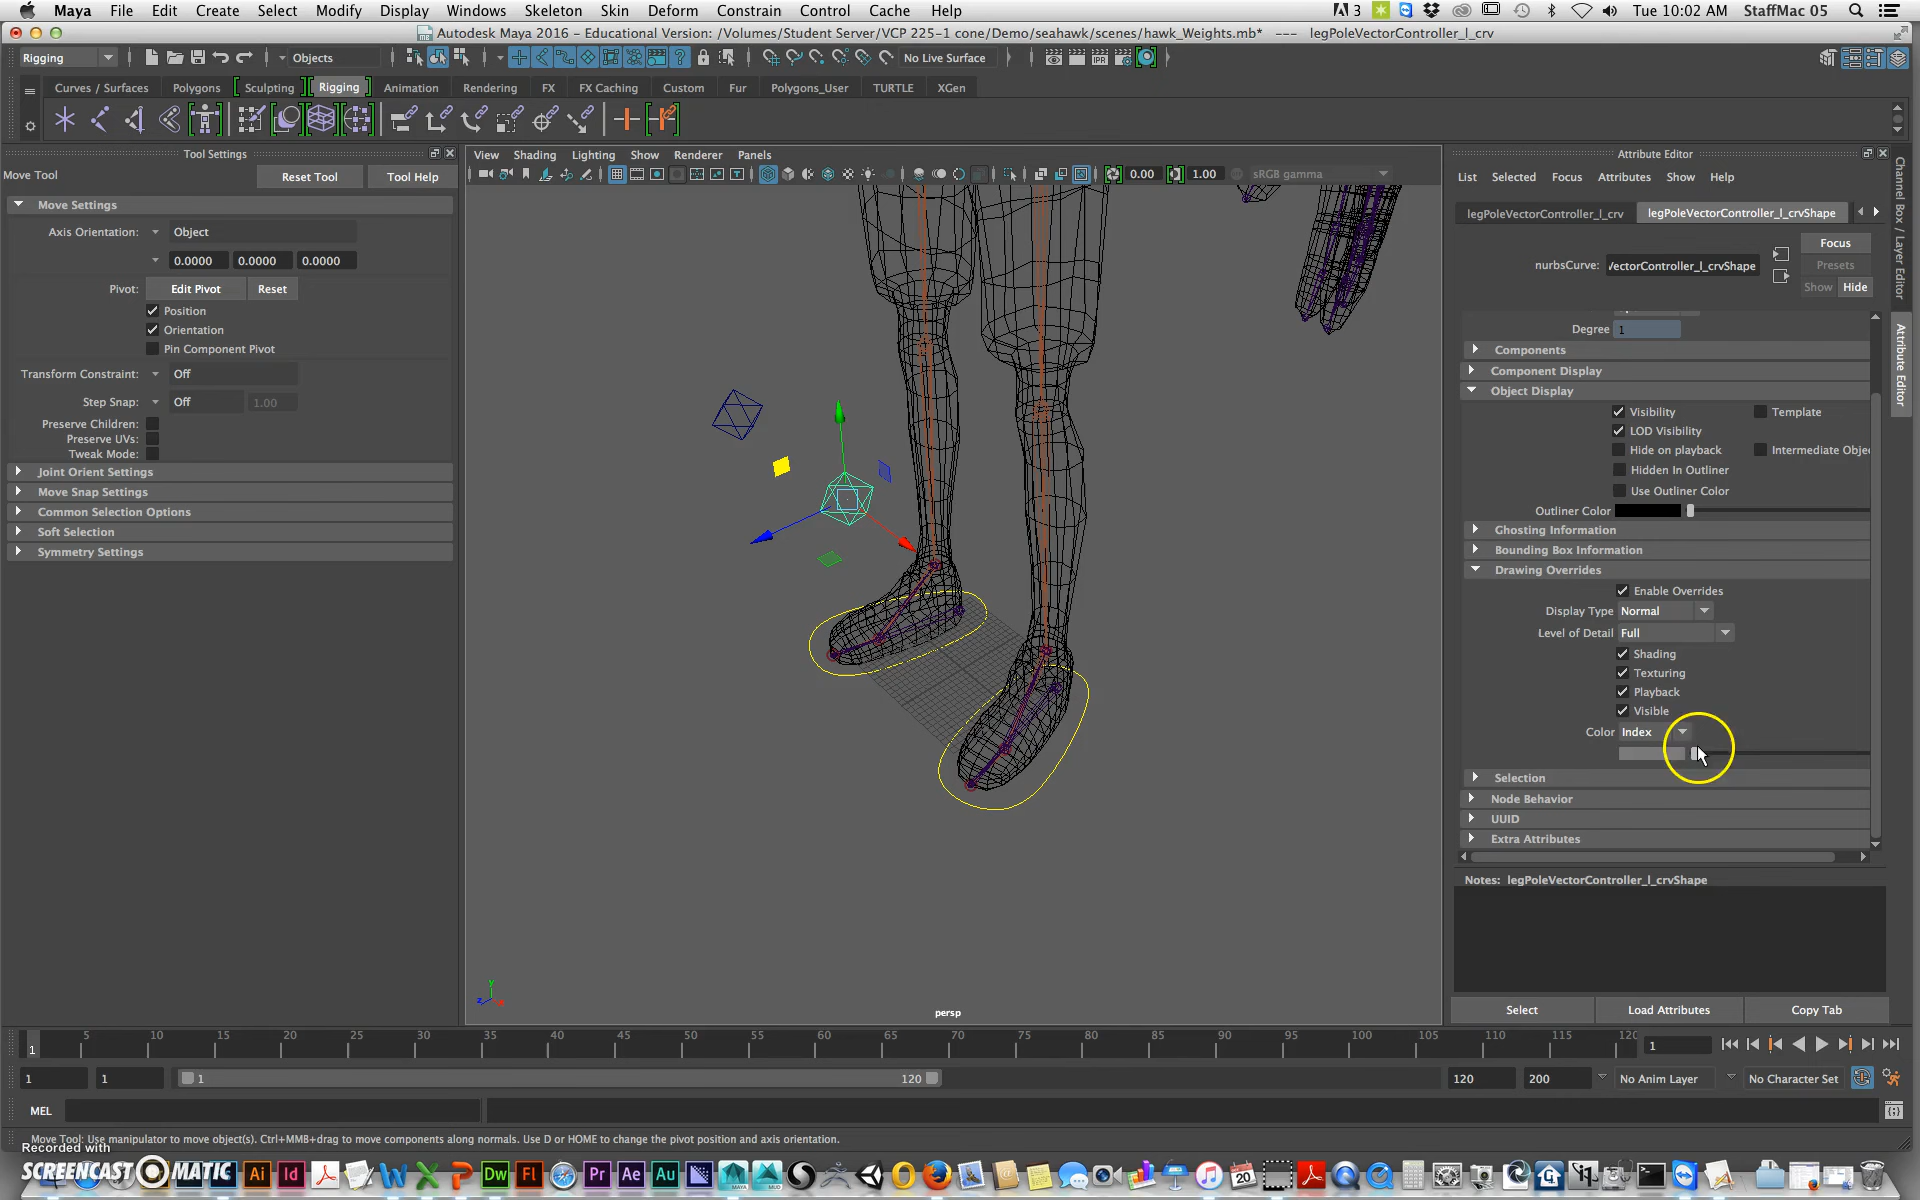 Maya File Edit Create Select Modify Display Windows Skeleton Skin Deform Constrain Control Cache Help 3 Tue 10:02 AM StaffMac 05
Autodesk Maya 2016 - Educational Version: /Volumes/Student Server/VCP 225-1 cone/Demo/seahawk/scenes/hawk_Weights.mb* --- legPoleVectorController_l_crv
Rigging Objects No Live Surface
Curves / Surfaces Polygons Sculpting Rigging Animation Rendering FX FX Caching Custom Fur Polygons_User TURTLE XGen
Tool Settings
Move Tool Reset Tool Tool Help
Move Settings
Axis Orientation: Object
0.0000 0.0000 0.0000
Pivot: Edit Pivot Reset
Position
Orientation
Pin Component Pivot
Transform Constraint: Off
Step Snap: Off 1.00
Preserve Children:
Preserve UVs:
Tweak Mode:
Joint Orient Settings
Move Snap Settings
Common Selection Options
Soft Selection
Symmetry Settings
View Shading Lighting Show Renderer Panels
0.00 1.00 sRGB gamma
persp
Attribute Editor
List Selected Focus Attributes Show Help
legPoleVectorController_l_crv legPoleVectorController_l_crvShape
Focus
nurbsCurve: VectorController_l_crvShape Presets
Show Hide
Degree 1
Components
Component Display
Object Display
Visibility Template
LOD Visibility
Hide on playback Intermediate Obje
Hidden In Outliner
Use Outliner Color
Outliner Color
Ghosting Information
Bounding Box Information
Drawing Overrides
Enable Overrides
Display Type Normal
Level of Detail Full
Shading
Texturing
Playback
Visible
Color Index
Selection
Node Behavior
UUID
Extra Attributes
Notes: legPoleVectorController_l_crvShape
Select Load Attributes Copy Tab
Channel Box / Layer Editor
Attribute Editor
1 5 10 15 20 25 30 35 40 45 50 55 60 65 70 75 80 85 90 95 100 105 110 115 120 1
1 1 1 120 120 200 No Anim Layer No Character Set
MEL
Move Tool: Use manipulator to move object(s). Ctrl+MMB+drag to move components along normals. Use D or HOME to change the pivot position and axis orientation.
Recorded with
SCREENCAST O MATIC
Ai Id Dw Fl Pr Ae Au